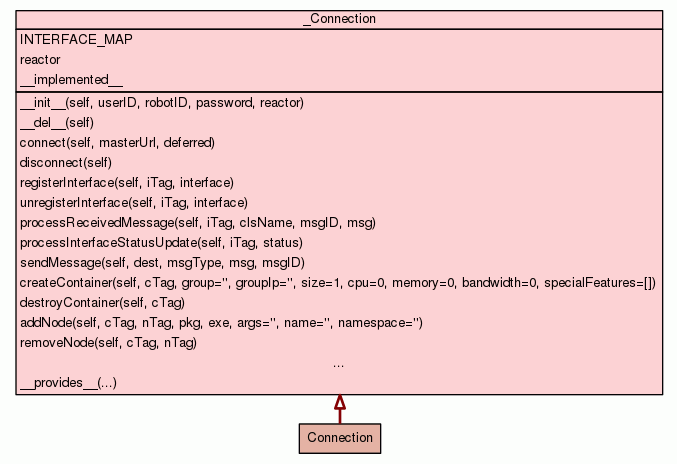 _Connection
INTERFACE_MAP
reactor
__implemented__
__init__(self, userID, robotID, password, reactor)
__del__(self)
connect(self, masterUrl, deferred)
disconnect(self)
registerInterface(self, iTag, interface)
unregisterInterface(self, iTag, interface)
processReceivedMessage(self, iTag, clsName, msgID, msg)
processInterfaceStatusUpdate(self, iTag, status)
sendMessage(self, dest, msgType, msg, msgID)
createContainer(self, cTag, group='', groupIp='', size=1, cpu=0, memory=0, bandwidth=0, specialFeatures=[])
destroyContainer(self, cTag)
addNode(self, cTag, nTag, pkg, exe, args='', name='', namespace='')
removeNode(self, cTag, nTag)
...
__provides__(...)
Connection